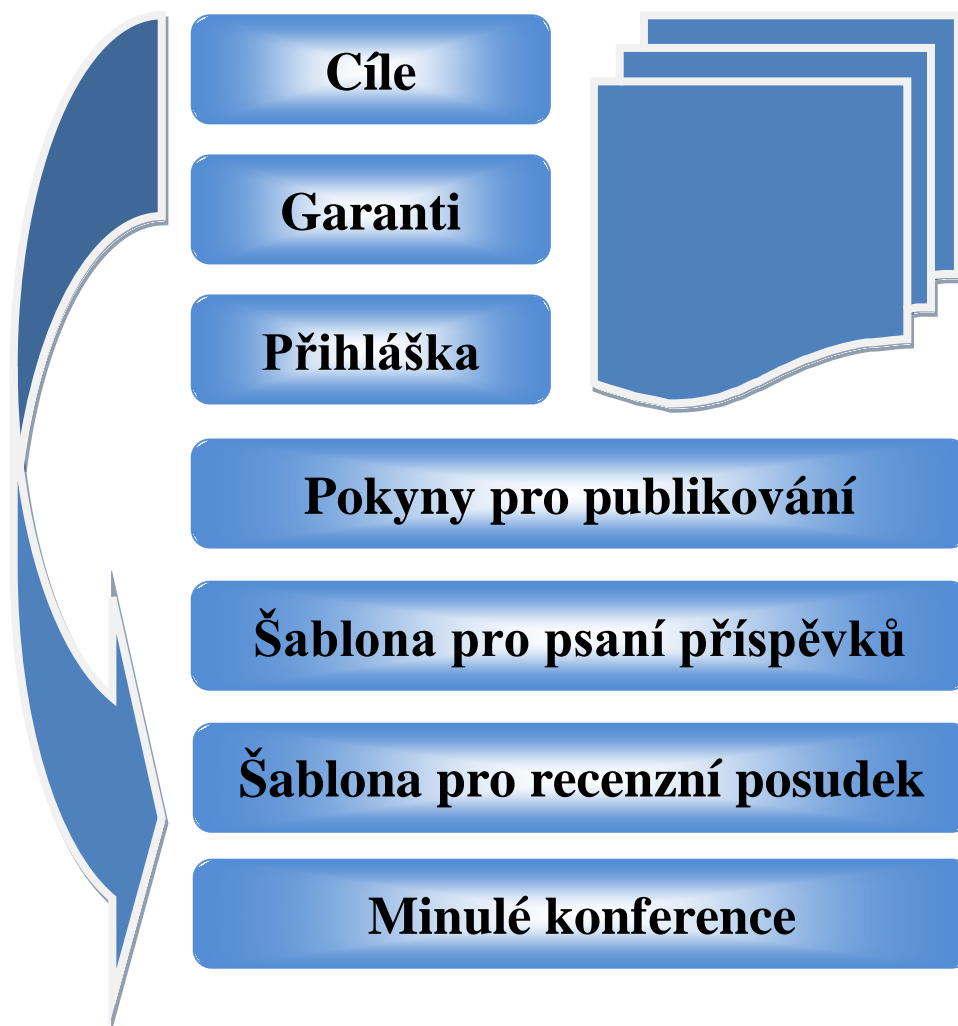 Cíle
Garanti
Přihláška
Pokyny pro publikování
Šablona pro psaní příspěvků
Šablona pro recenzní posudek
Minulé konference